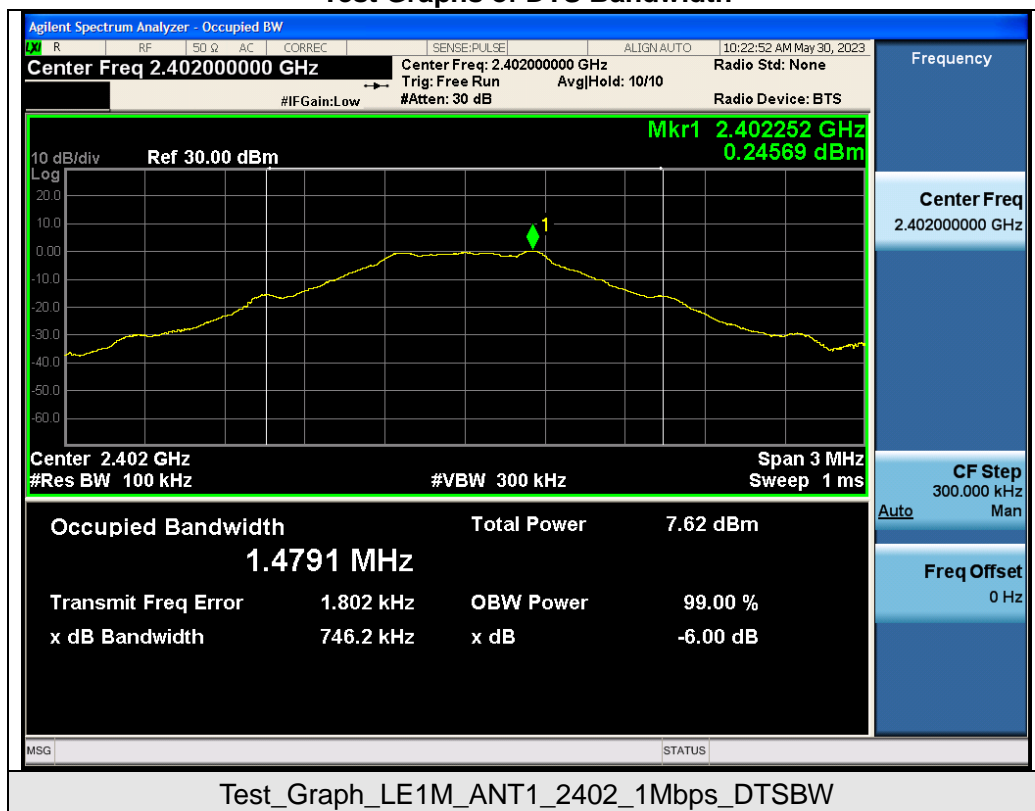 Test Graphs of DTS Bandwidth
Agilent Spectrum Analyzer - Occupied BW
LXI R RF 50 Ω AC CORREC SENSE:PULSE ALIGN AUTO 10:22:52 AM May 30, 2023
Center Freq 2.402000000 GHz
Center Freq: 2.402000000 GHz
Radio Std: None
Trig: Free Run Avg|Hold: 10/10
#IFGain:Low #Atten: 30 dB
Radio Device: BTS
Frequency
Mkr1 2.402252 GHz
0.24569 dBm
10 dB/div Ref 30.00 dBm
Log
20.0
10.0
0.00
-10.0
-20.0
-30.0
-40.0
-50.0
-60.0
1
Center 2.402 GHz Span 3 MHz
#Res BW 100 kHz #VBW 300 kHz Sweep 1 ms
Center Freq
2.402000000 GHz
CF Step
300.000 kHz
Auto Man
Freq Offset
0 Hz
Occupied Bandwidth Total Power 7.62 dBm
1.4791 MHz
Transmit Freq Error 1.802 kHz OBW Power 99.00 %
x dB Bandwidth 746.2 kHz x dB -6.00 dB
MSG STATUS
Test_Graph_LE1M_ANT1_2402_1Mbps_DTSBW